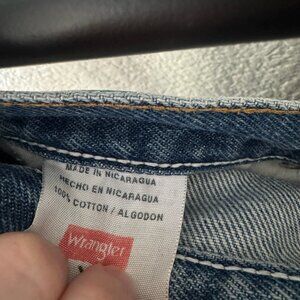 MADE IN NICARAGUA
HECHO EN NICARAGUA
100% COTTON / ALGODON
Wrangler